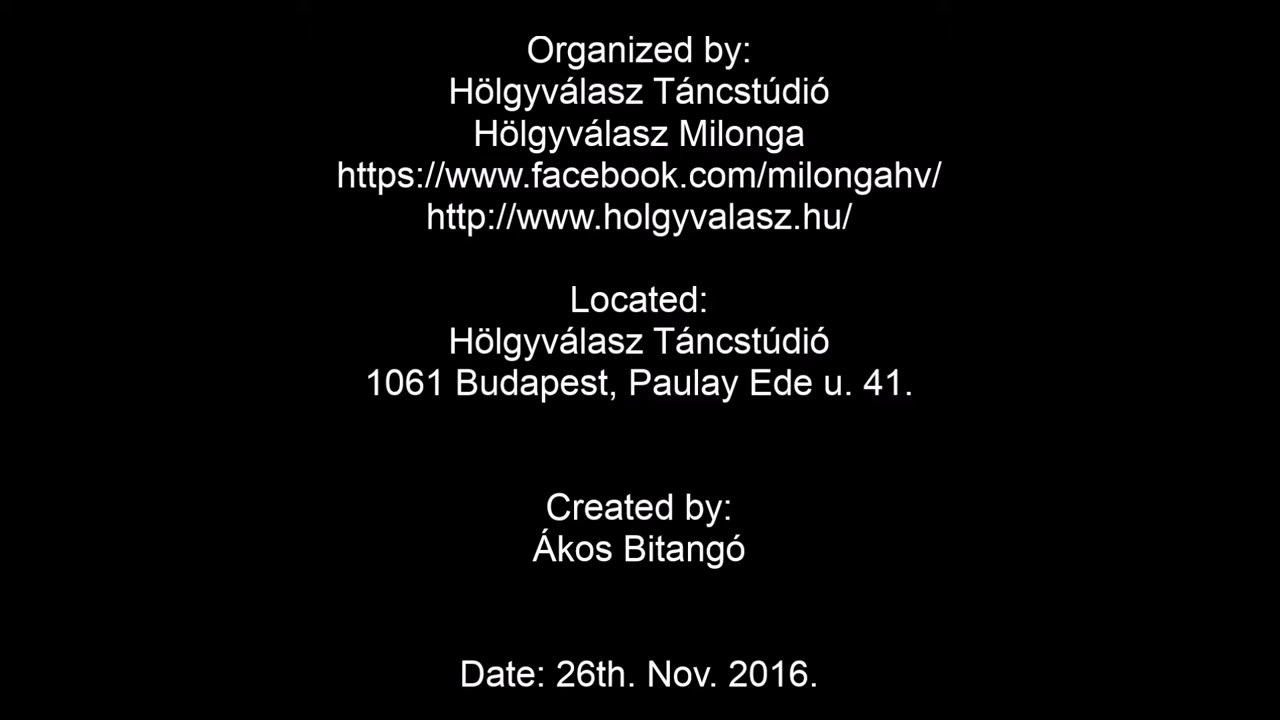 Organized by:
Hölgyválasz Táncstúdió
Hölgyválasz Milonga
https://www.facebook.com/milongahv/
http://www.holgyvalasz.hu/
Located:
Hölgyválasz Táncstúdió
1061 Budapest, Paulay Ede u. 41.
Created by:
Ákos Bitangó
Date: 26th. Nov. 2016.